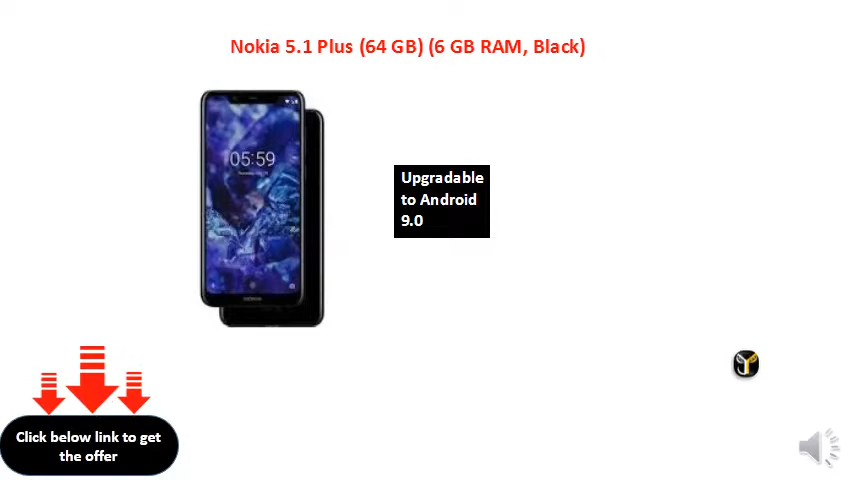 Nokia 5.1 Plus (64 GB) (6 GB RAM, Black)
05:59
Upgradable
to Android
9.0
NOKIA
Click below link to get
the offer